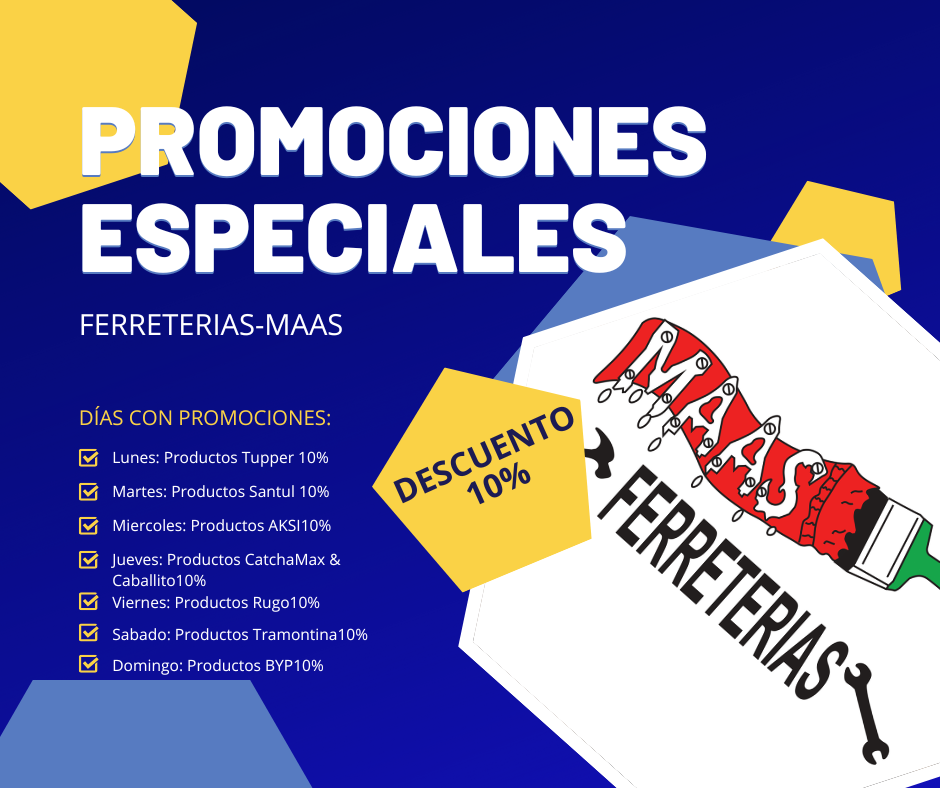 PROMOCIONES
ESPECIALES
FERRETERIAS-MAAS
DÍAS CON PROMOCIONES:
Lunes: Productos Tupper 10%
Martes: Productos Santul 10%
Miercoles: Productos AKSI10%
Jueves: Productos CatchaMax &
Caballito10%
Viernes: Productos Rugo10%
Sabado: Productos Tramontina10%
Domingo: Productos BYP10%
DESCUENTO
10%
MAAS
FERRETERIAS